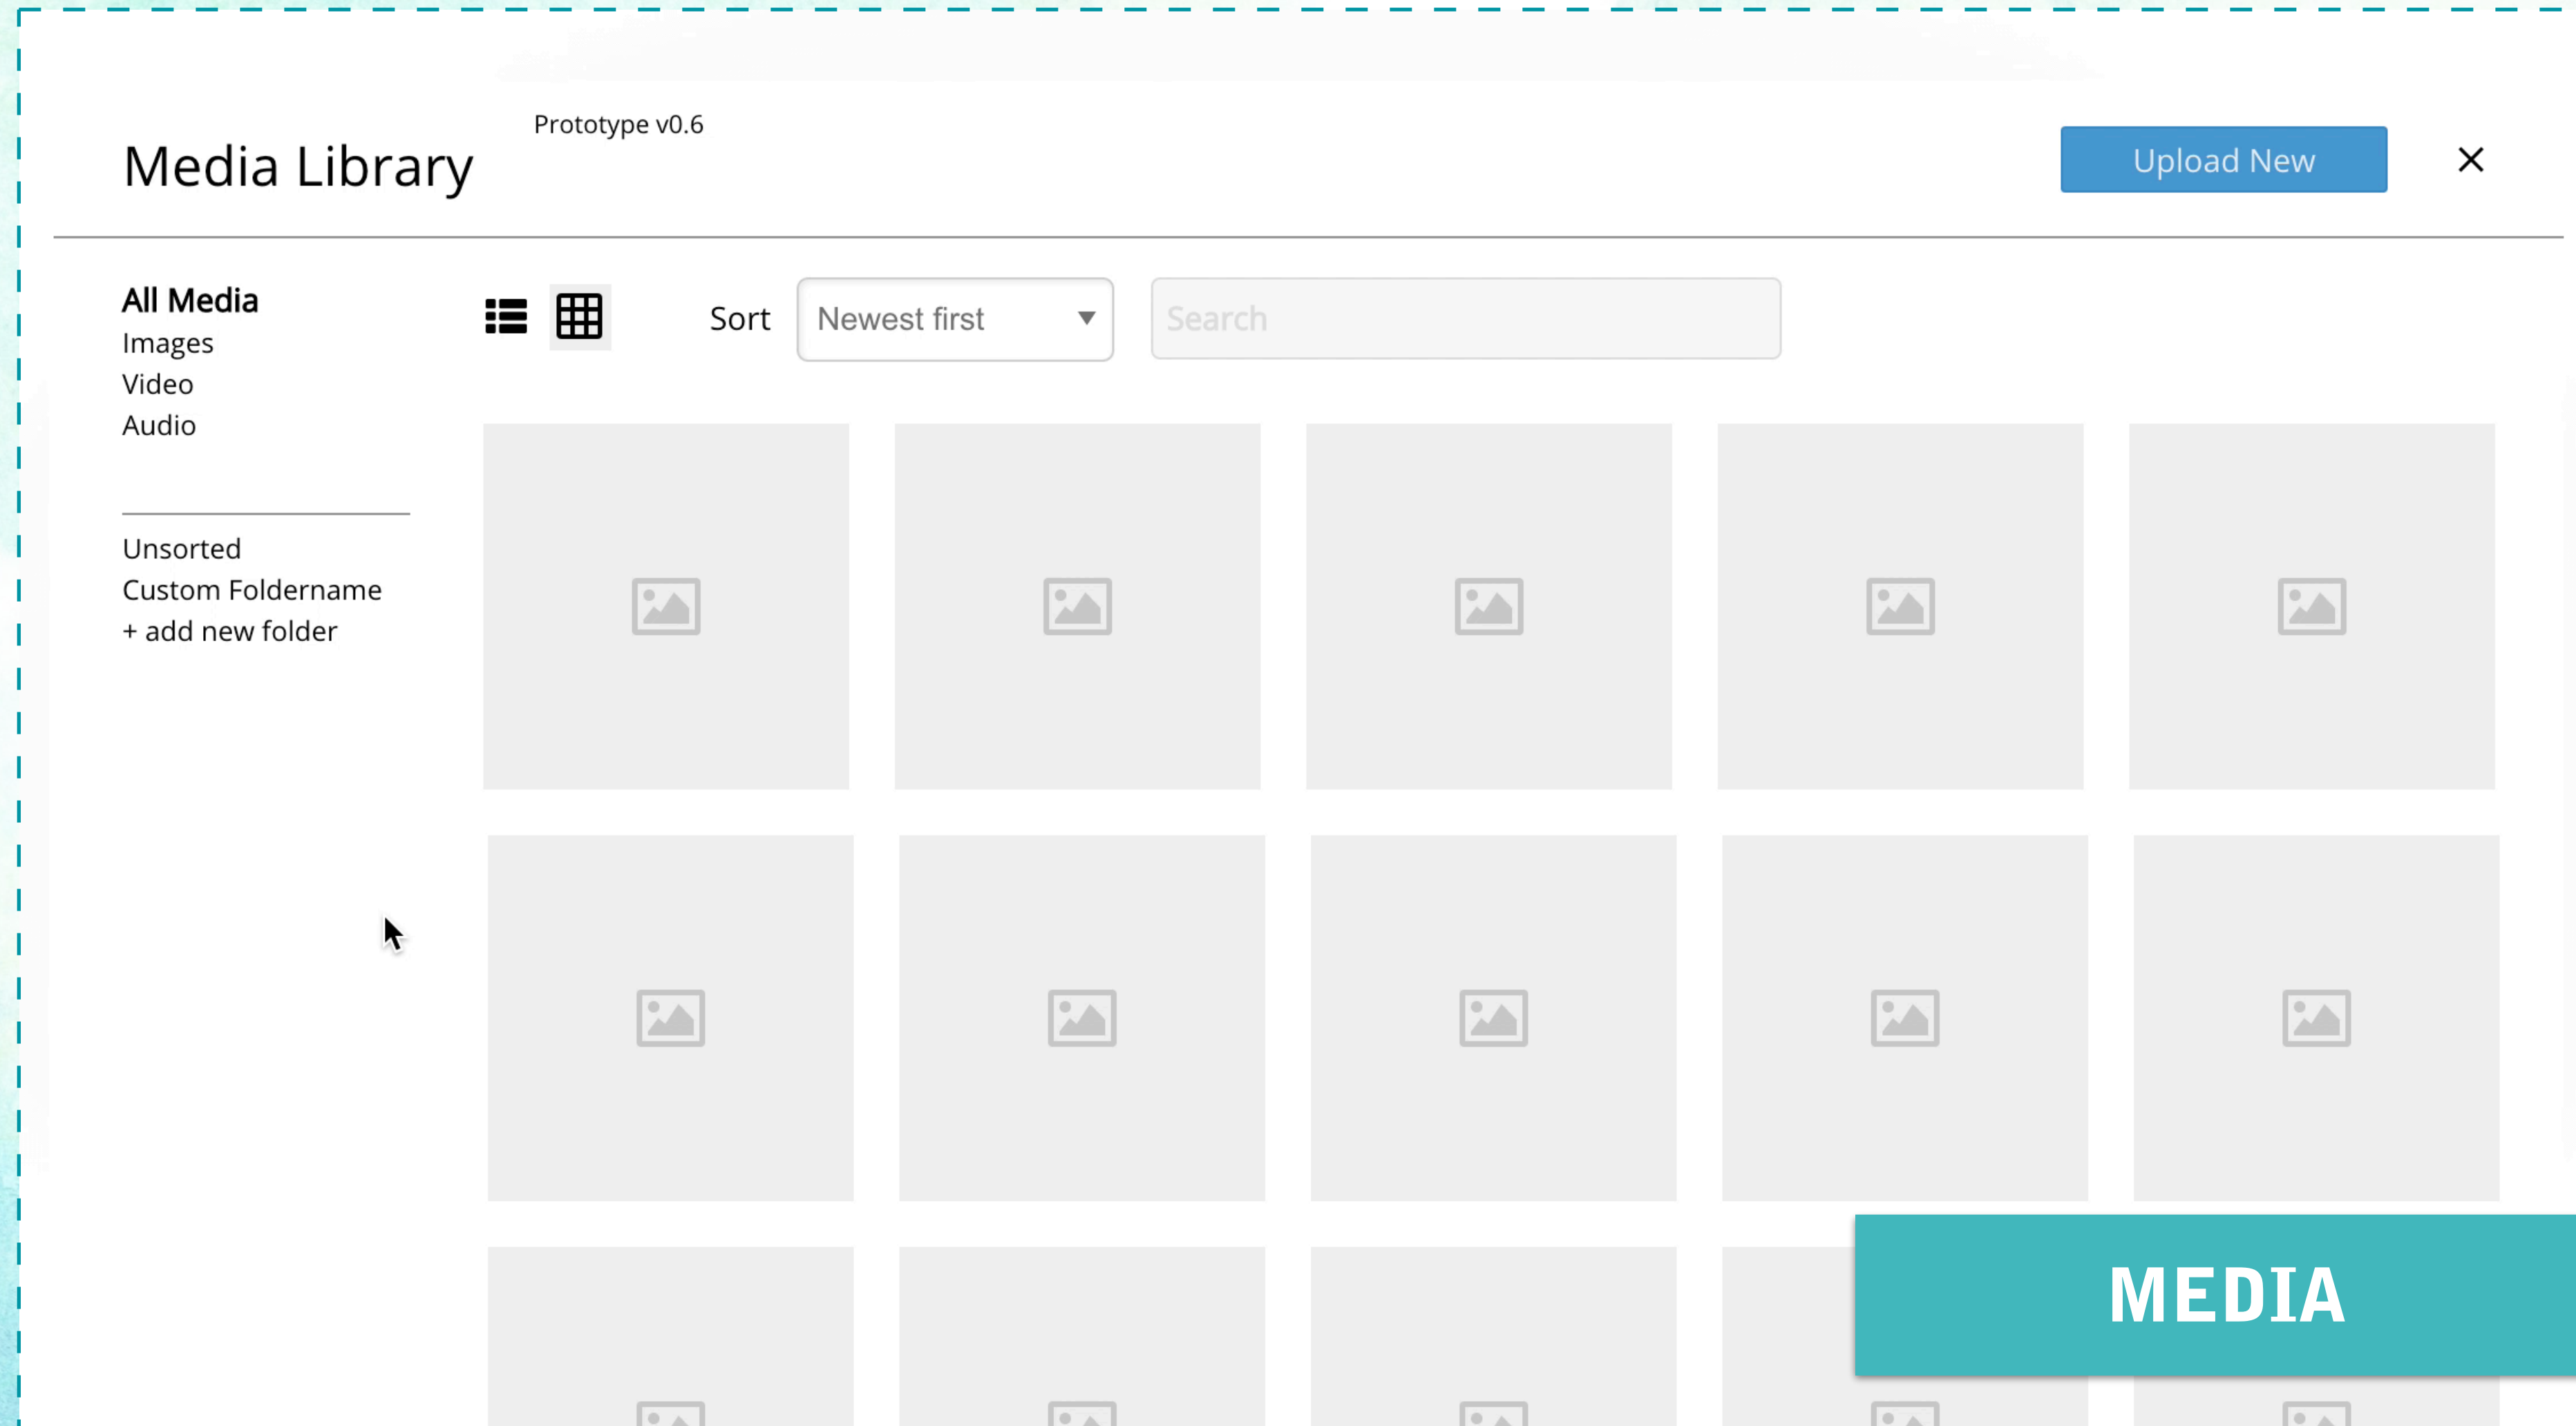 Prototype v0.6
Media Library
Upload New
All Media
Images
Video
Audio
Unsorted
Custom Foldername
+ add new folder
Sort
Newest first
Search
MEDIA